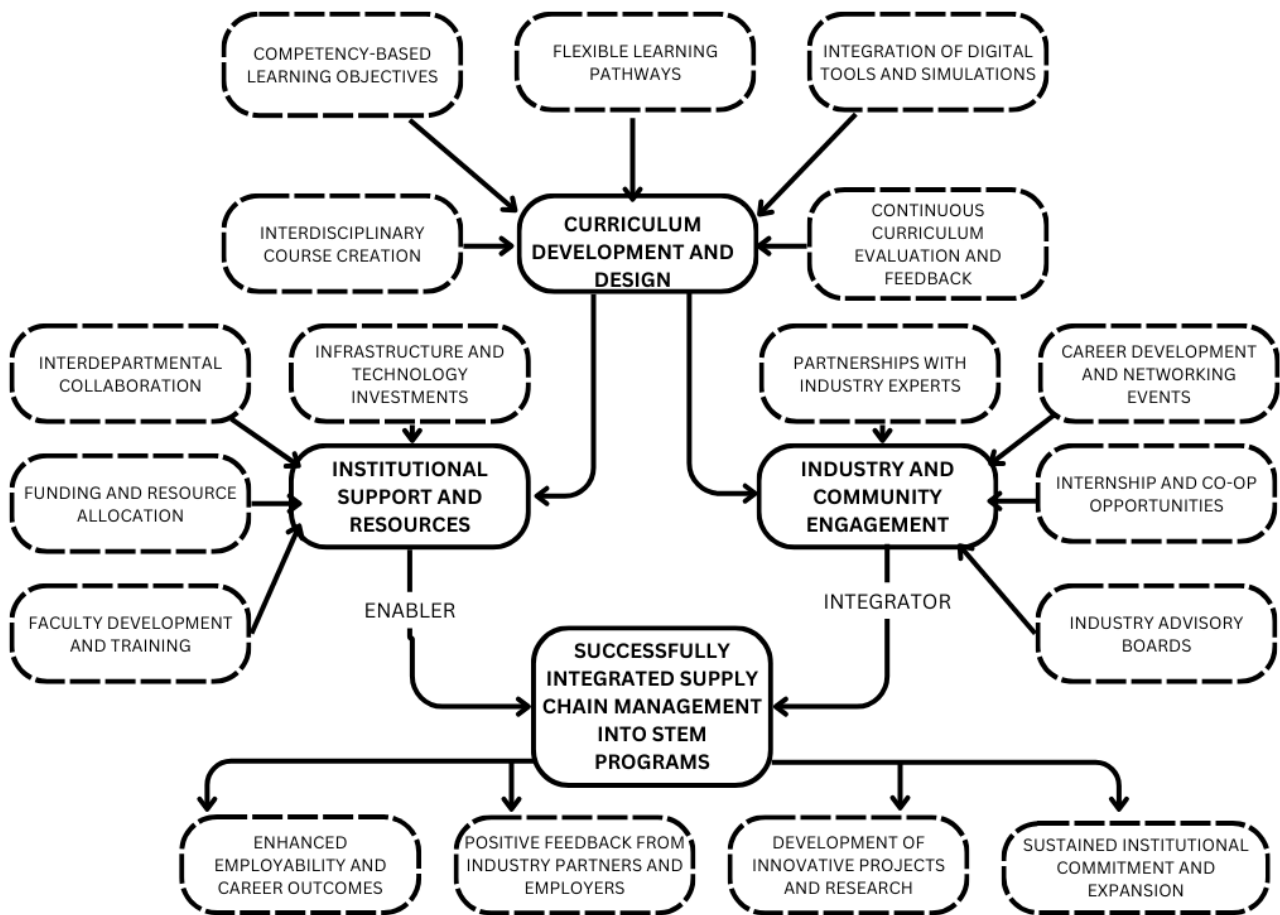 COMPETENCY-BASED
LEARNING OBJECTIVES
FLEXIBLE LEARNING
PATHWAYS
INTEGRATION OF DIGITAL
TOOLS AND SIMULATIONS
INTERDISCIPLINARY
COURSE CREATION
CURRICULUM
DEVELOPMENT AND
DESIGN
CONTINUOUS
CURRICULUM
EVALUATION AND
FEEDBACK
INTERDEPARTMENTAL
COLLABORATION
INFRASTRUCTURE AND
TECHNOLOGY
INVESTMENTS
PARTNERSHIPS WITH
INDUSTRY EXPERTS
CAREER DEVELOPMENT
AND NETWORKING
EVENTS
FUNDING AND RESOURCE
ALLOCATION
INSTITUTIONAL
SUPPORT AND
RESOURCES
INDUSTRY AND
COMMUNITY
ENGAGEMENT
INTERNSHIP AND CO-OP
OPPORTUNITIES
FACULTY DEVELOPMENT
AND TRAINING
ENABLER
INTEGRATOR
INDUSTRY ADVISORY
BOARDS
SUCCESSFULLY
INTEGRATED SUPPLY
CHAIN MANAGEMENT
INTO STEM
PROGRAMS
ENHANCED
EMPLOYABILITY AND
CAREER OUTCOMES
POSITIVE FEEDBACK FROM
INDUSTRY PARTNERS AND
EMPLOYERS
DEVELOPMENT OF
INNOVATIVE PROJECTS
AND RESEARCH
SUSTAINED INSTITUTIONAL
COMMITMENT AND
EXPANSION